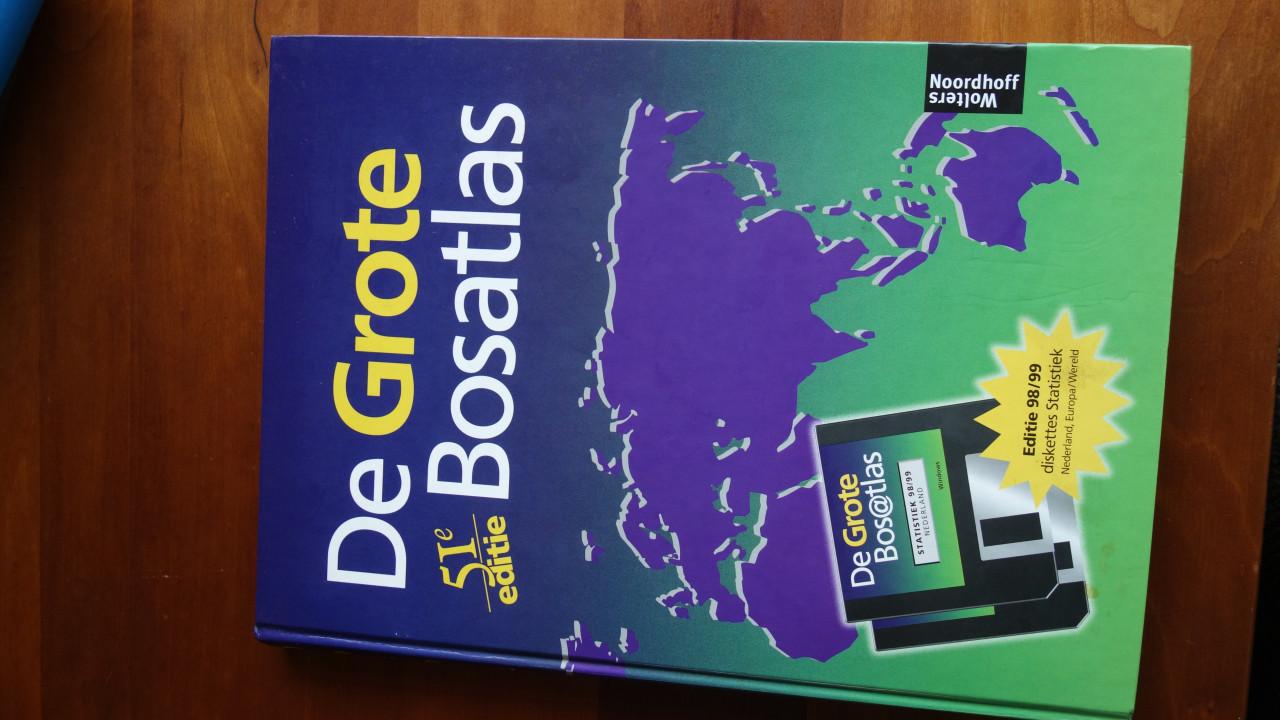 De Grote
51e editie
Bosatlas
De Grote
Bos@tlas
STATISTIEK 98/99
NEDERLAND
Windows
Editie 98/99
diskettes Statistiek
Nederland, Europa/Wereld
Wolters
Noordhoff